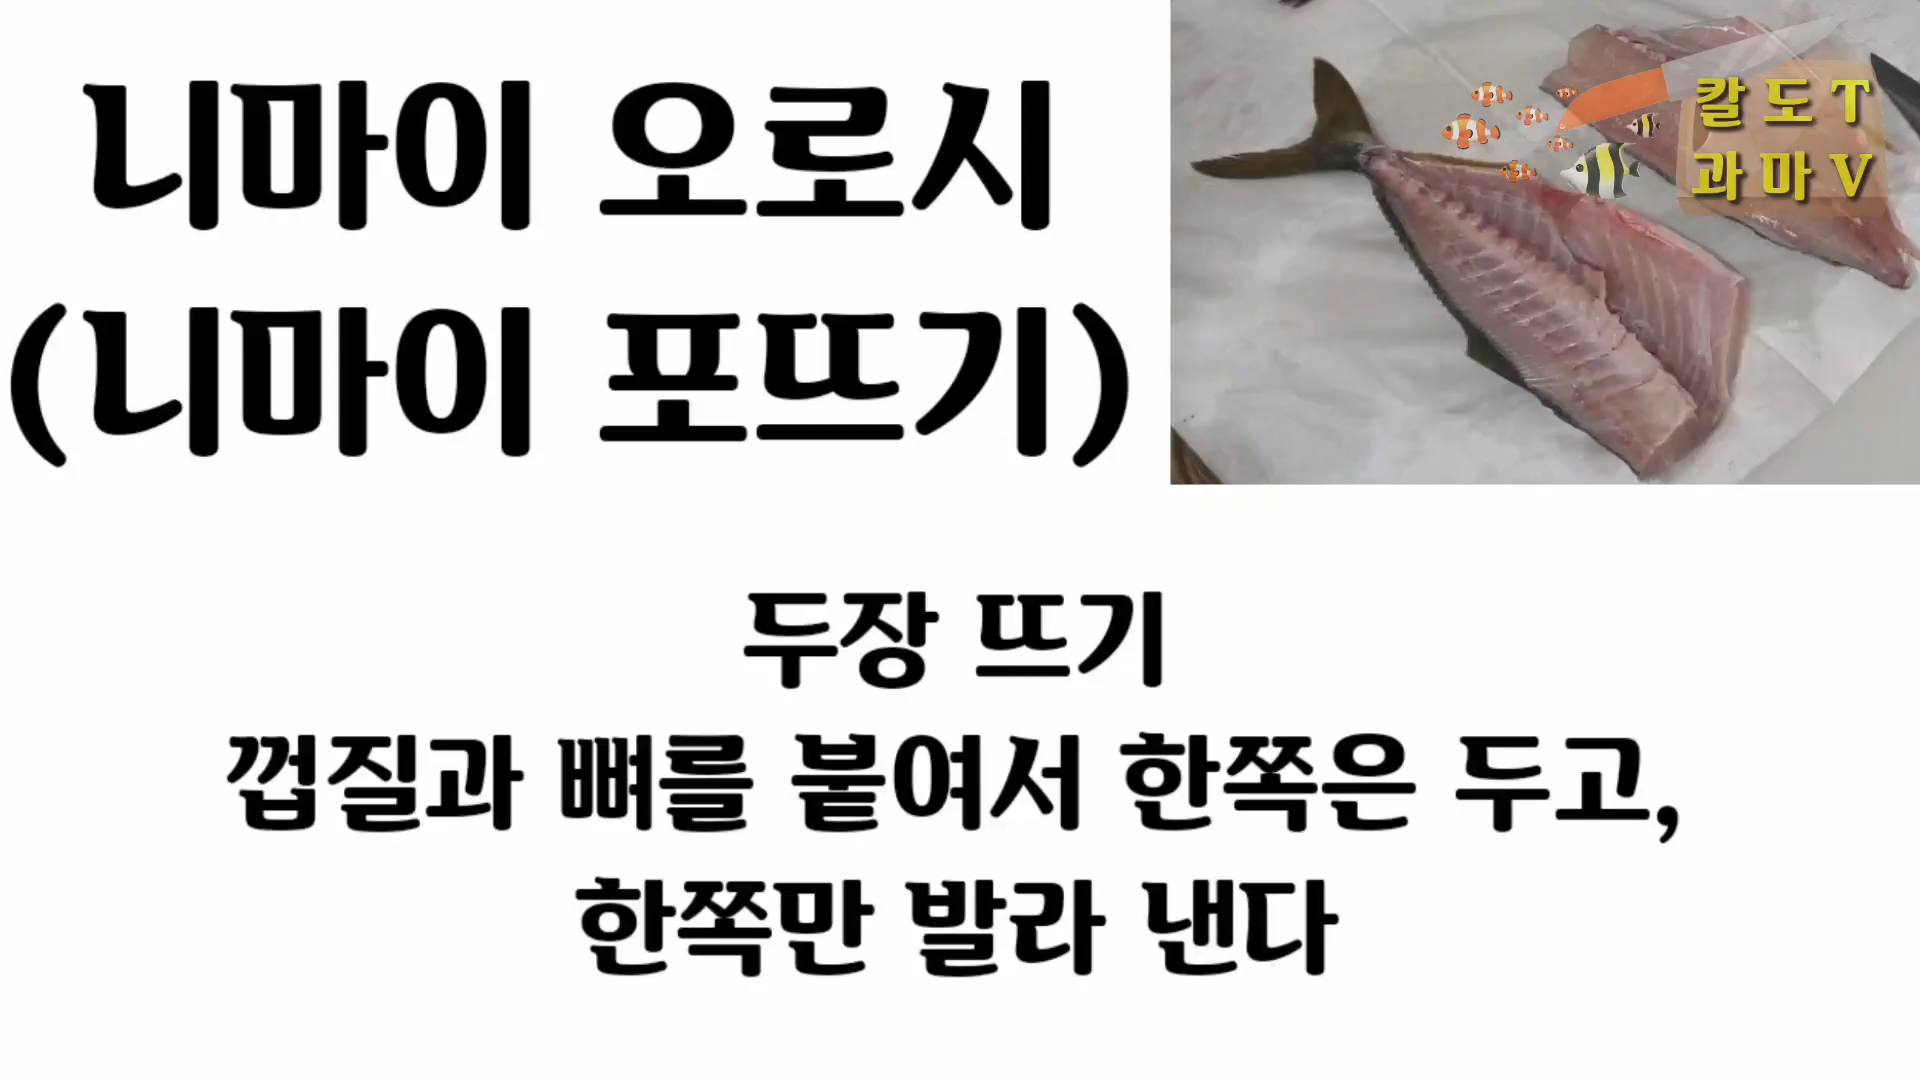 니마이 오로시
(니마이 포뜨기)
칼도TV
과마
두장 뜨기
껍질과 뼈를 붙여서 한쪽은 두고,
한쪽만 발라 낸다